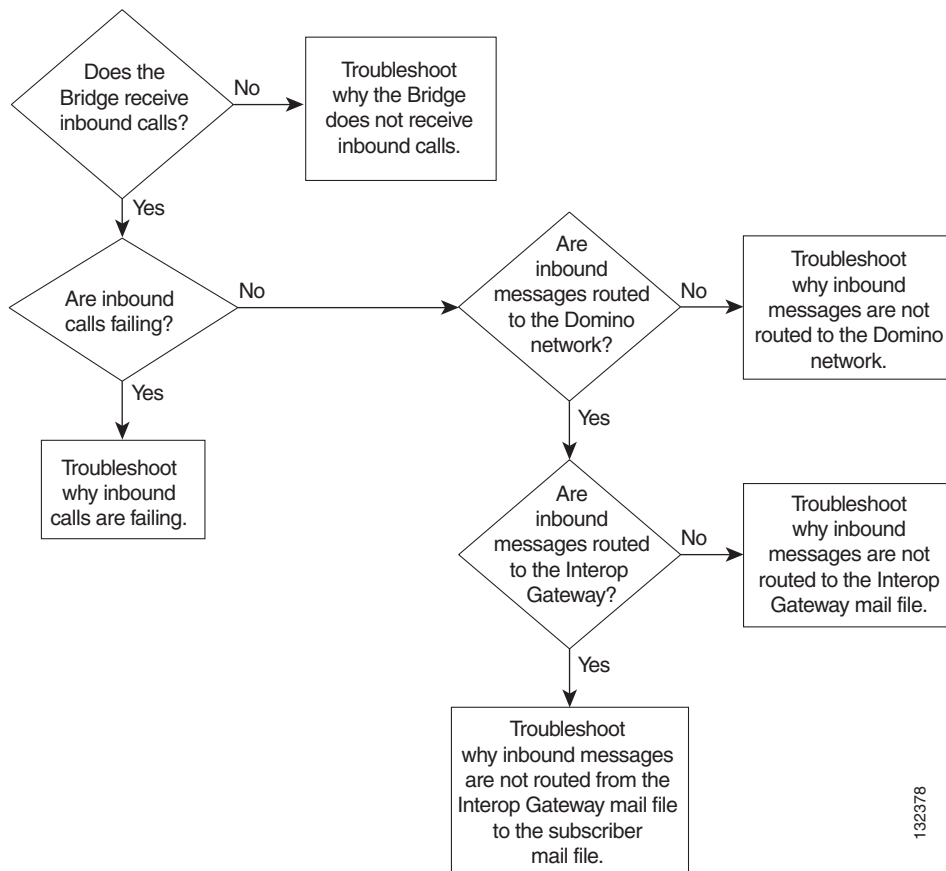 Does the
Bridge receive
inbound calls?
No
Troubleshoot
why the Bridge
does not receive
inbound calls.
Yes
Are inbound
calls failing?
No
Are
inbound
messages routed
to the Domino
network?
No
Troubleshoot
why inbound
messages are not
routed to the Domino
network.
Yes
Troubleshoot
why inbound
calls are failing.
Yes
Are
inbound
messages routed
to the Interop
Gateway?
No
Troubleshoot
why inbound
messages are not
routed to the Interop
Gateway mail file.
Yes
Troubleshoot
why inbound messages
are not routed from the
Interop Gateway mail file
to the subscriber
mail file.
132378